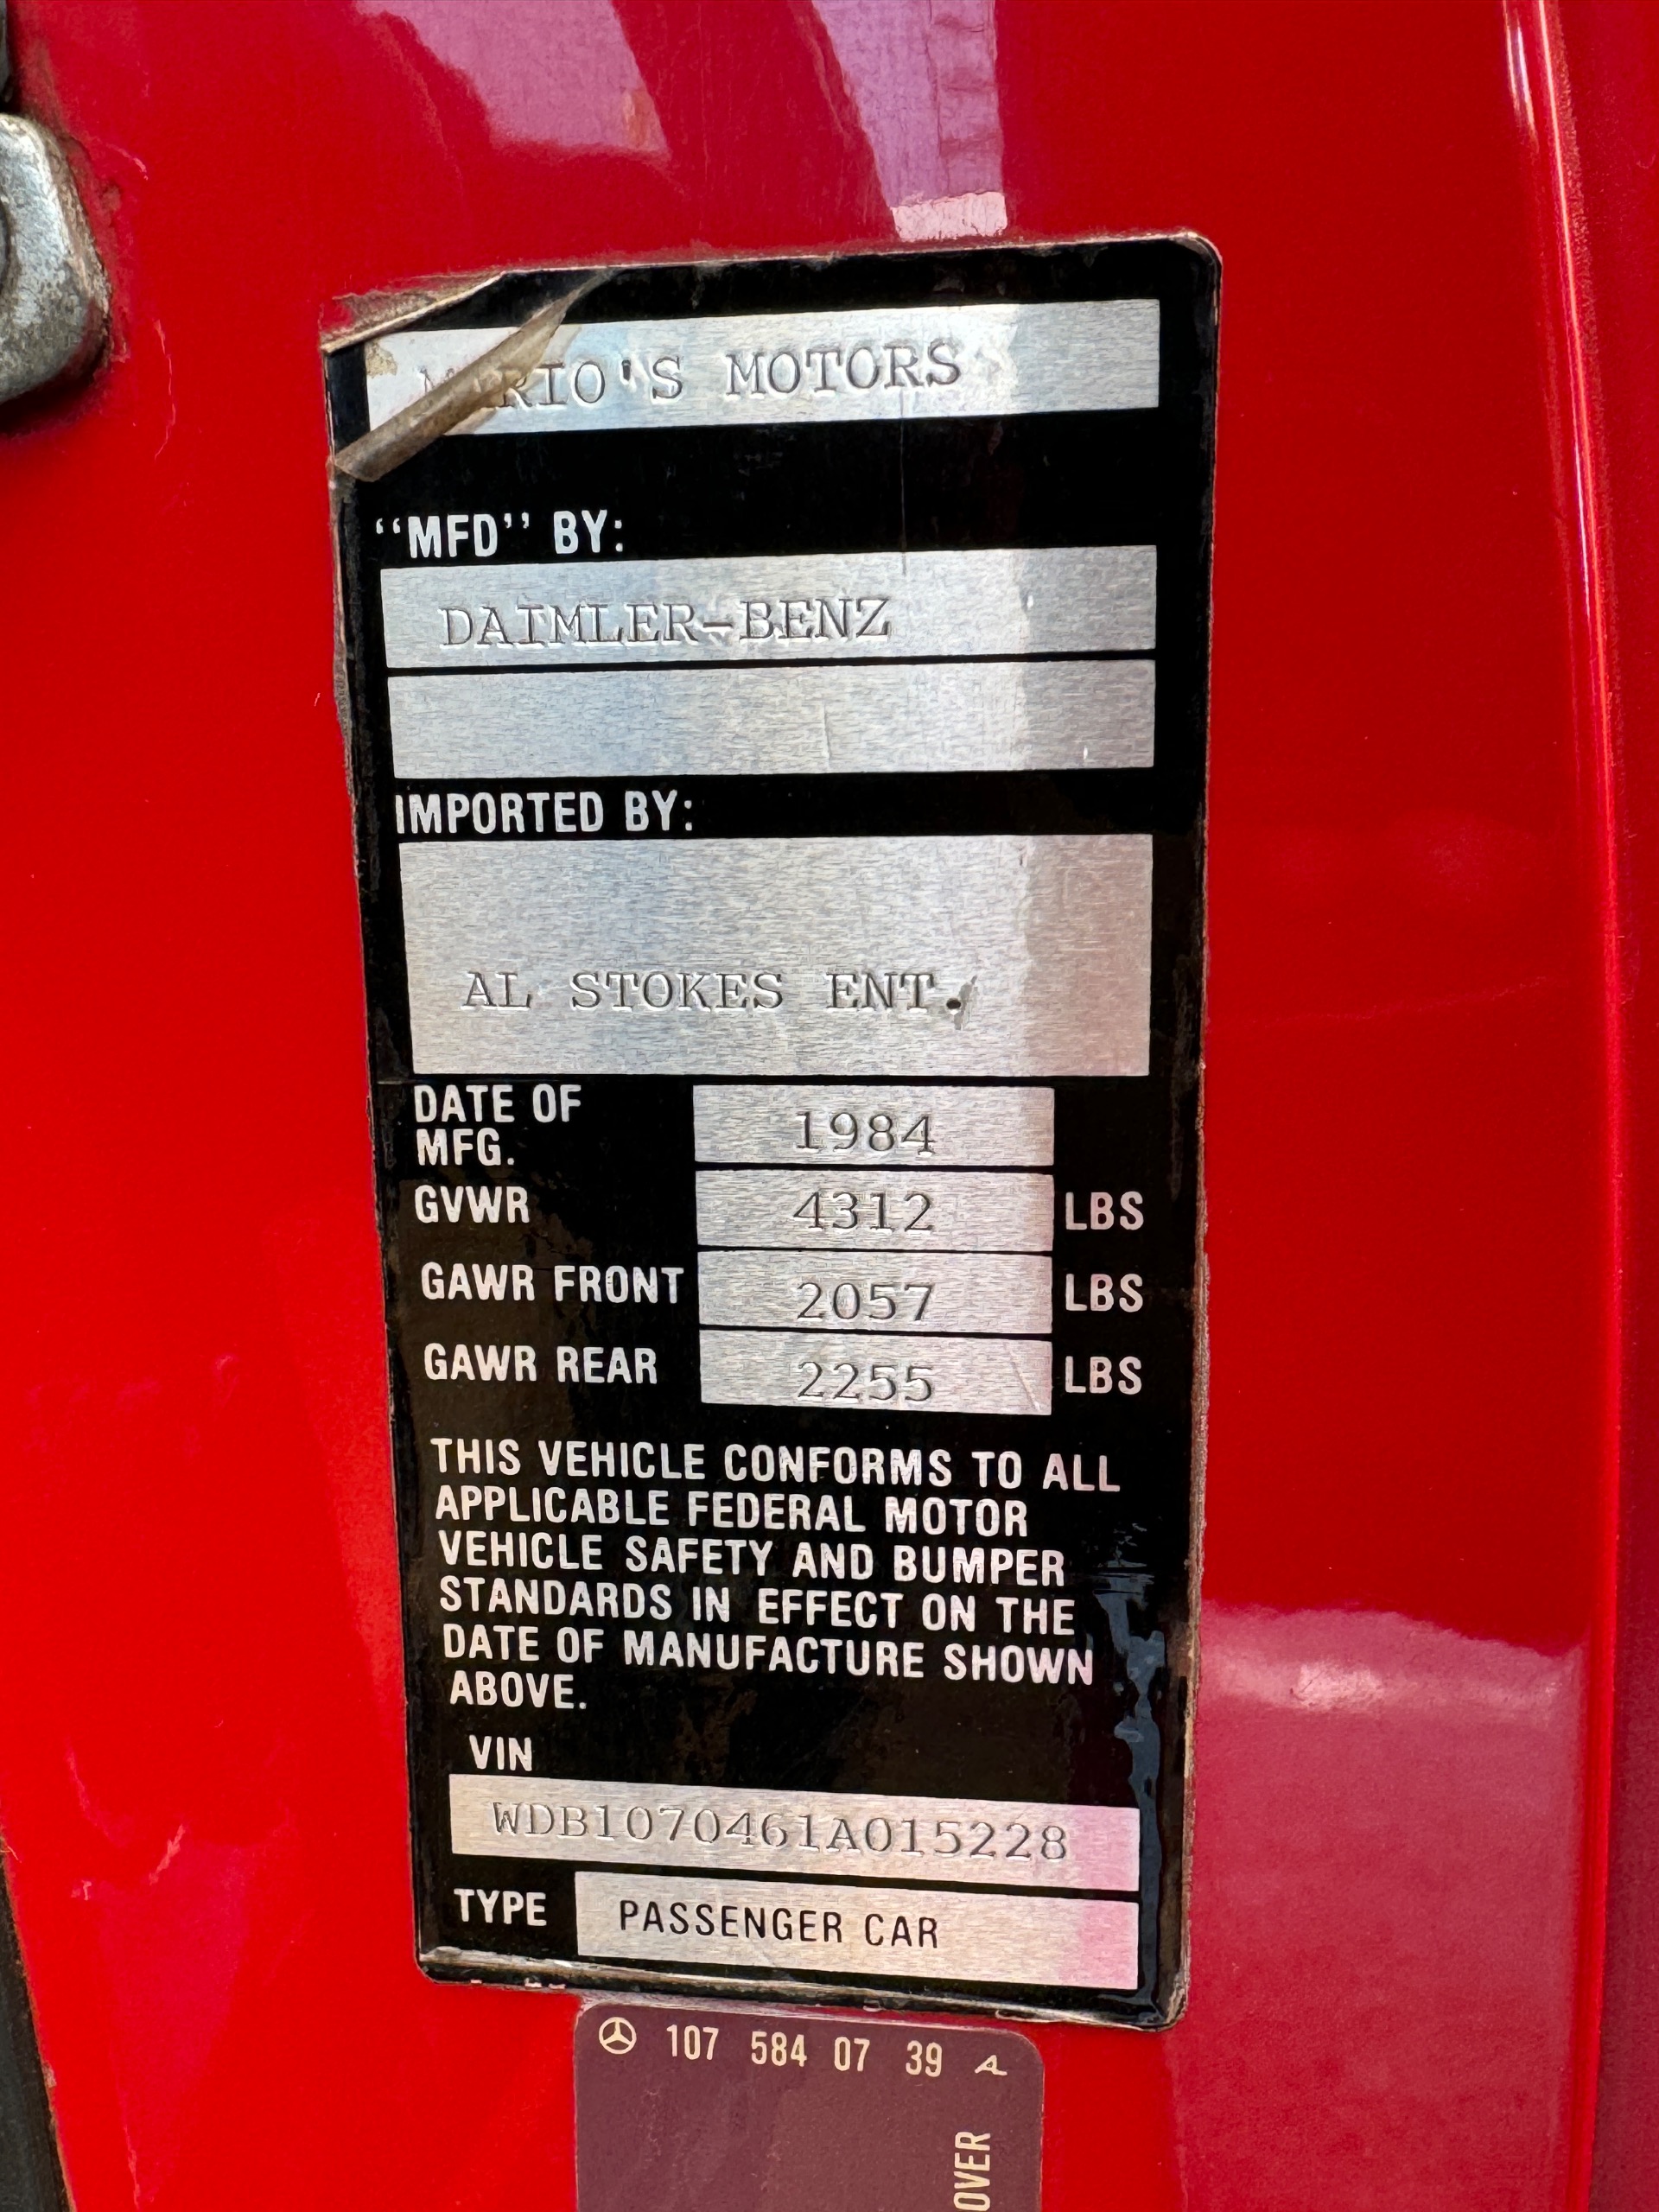 MARIO'S MOTORS
“MFD” BY:
DAIMLER-BENZ
IMPORTED BY:
AL STOKES ENT.
DATE OF
MFG.
1984
GVWR 4312 LBS
GAWR FRONT 2057 LBS
GAWR REAR 2255 LBS
THIS VEHICLE CONFORMS TO ALL
APPLICABLE FEDERAL MOTOR
VEHICLE SAFETY AND BUMPER
STANDARDS IN EFFECT ON THE
DATE OF MANUFACTURE SHOWN
ABOVE.
VIN
WDB1070461A015228
TYPE PASSENGER CAR
107 584 07 39 A
OVER